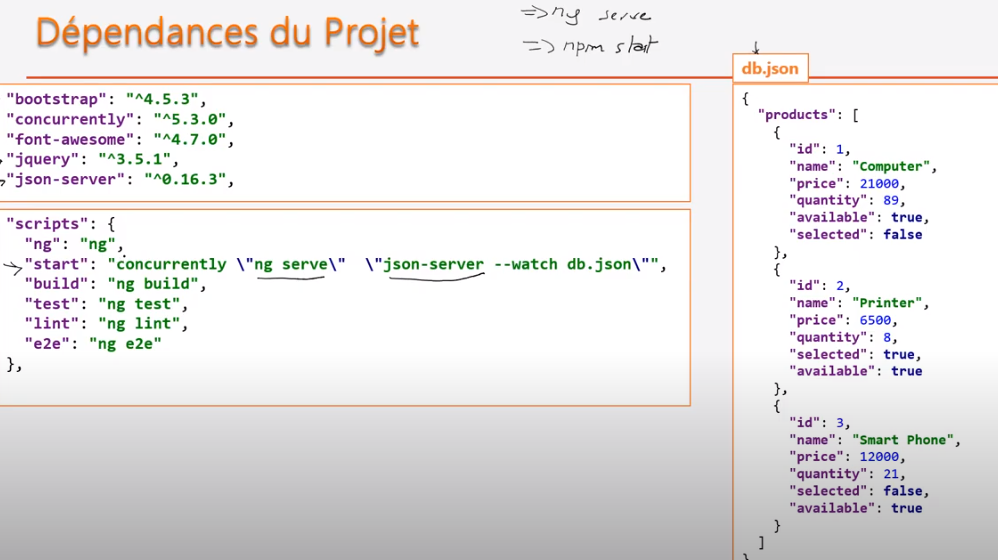 Dépendances du Projet
=> ng serve
=> npm start
"bootstrap": "^4.5.3",
"concurrently": "^5.3.0",
"font-awesome": "^4.7.0",
"jquery": "^3.5.1",
"json-server": "^0.16.3",
"scripts": {
"ng": "ng",
"start": "concurrently \"ng serve\"  \"json-server --watch db.json\"",
"build": "ng build",
"test": "ng test",
"lint": "ng lint",
"e2e": "ng e2e"
},
db.json
{
"products": [
{
"id": 1,
"name": "Computer",
"price": 21000,
"quantity": 89,
"available": true,
"selected": false
},
{
"id": 2,
"name": "Printer",
"price": 6500,
"quantity": 8,
"selected": true,
"available": true
},
{
"id": 3,
"name": "Smart Phone",
"price": 12000,
"quantity": 21,
"selected": false,
"available": true
}
]
}